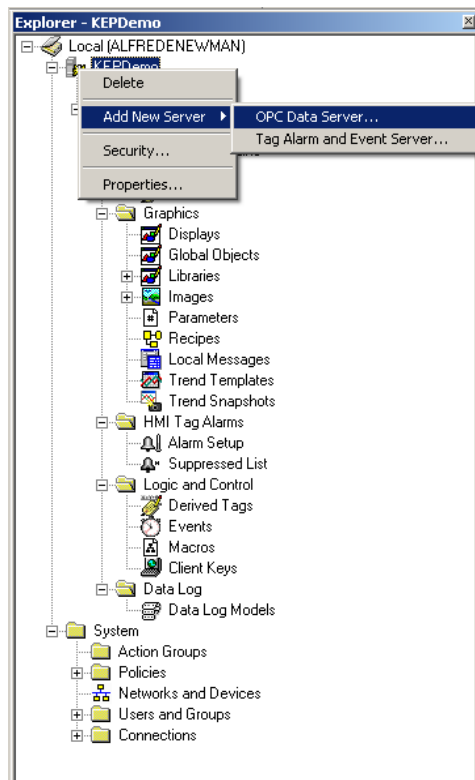 Explorer - KEPDemo
Local (ALFREDENEWMAN)
KEPDemo
Delete
Add New Server
OPC Data Server...
Tag Alarm and Event Server...
Security...
Properties...
Graphics
Displays
Global Objects
Libraries
Images
Parameters
Recipes
Local Messages
Trend Templates
Trend Snapshots
HMI Tag Alarms
Alarm Setup
Suppressed List
Logic and Control
Derived Tags
Events
Macros
Client Keys
Data Log
Data Log Models
System
Action Groups
Policies
Networks and Devices
Users and Groups
Connections